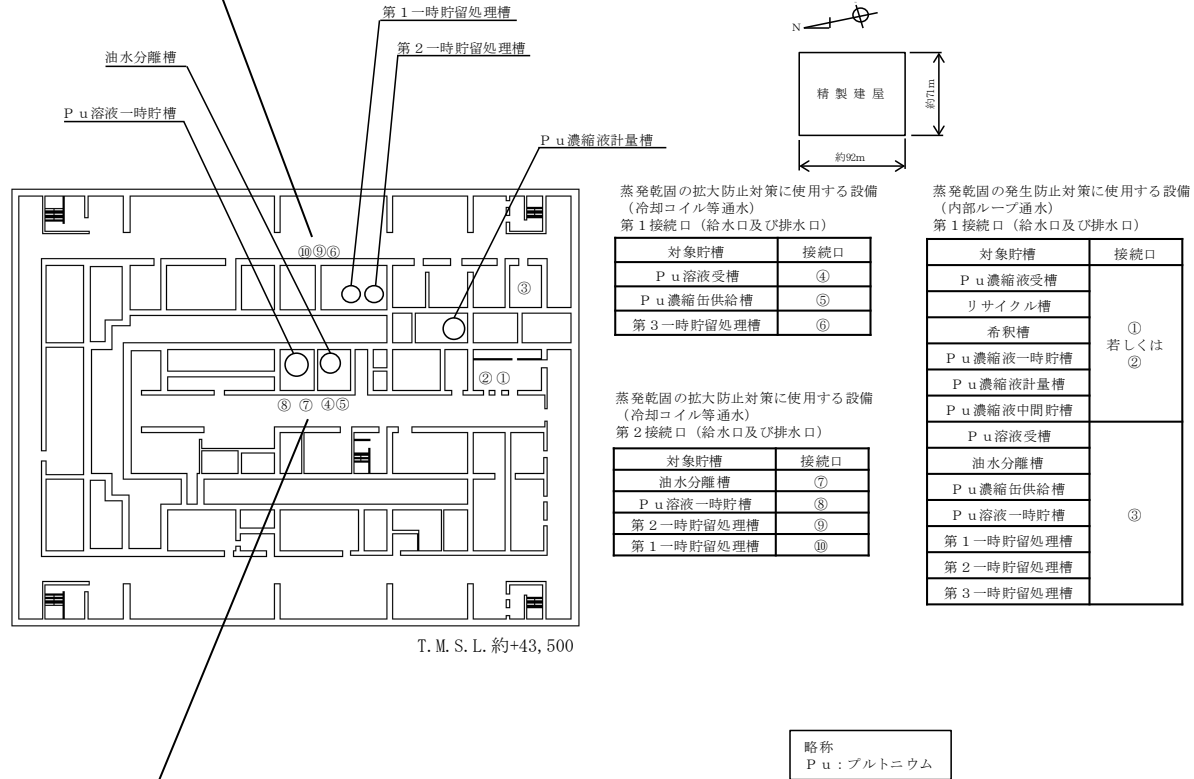 第１一時貯留処理槽
第２一時貯留処理槽
油水分離槽
Ｐｕ溶液一時貯槽
Ｐｕ濃縮液計量槽
N
精製建屋
約71m
約92m
⑩⑨⑥
③
② ①
⑧ ⑦ ④⑤
T.M.S.L.約+43,500
蒸発乾固の拡大防止対策に使用する設備
（冷却コイル等通水）
第１接続口（給水口及び排水口）
対象貯槽 接続口
Ｐｕ溶液受槽 ④
Ｐｕ濃縮缶供給槽 ⑤
第３一時貯留処理槽 ⑥
蒸発乾固の拡大防止対策に使用する設備
（冷却コイル等通水）
第２接続口（給水口及び排水口）
対象貯槽 接続口
油水分離槽 ⑦
Ｐｕ溶液一時貯槽 ⑧
第２一時貯留処理槽 ⑨
第１一時貯留処理槽 ⑩
蒸発乾固の発生防止対策に使用する設備
（内部ループ通水）
第１接続口（給水口及び排水口）
対象貯槽 接続口
Ｐｕ濃縮液受槽
リサイクル槽
希釈槽
Ｐｕ濃縮液一時貯槽
Ｐｕ濃縮液計量槽
Ｐｕ濃縮液中間貯槽
①
若しくは
②
Ｐｕ溶液受槽
油水分離槽
Ｐｕ濃縮缶供給槽
Ｐｕ溶液一時貯槽
第１一時貯留処理槽
第２一時貯留処理槽
第３一時貯留処理槽
③
略称
Ｐｕ：プルトニウム